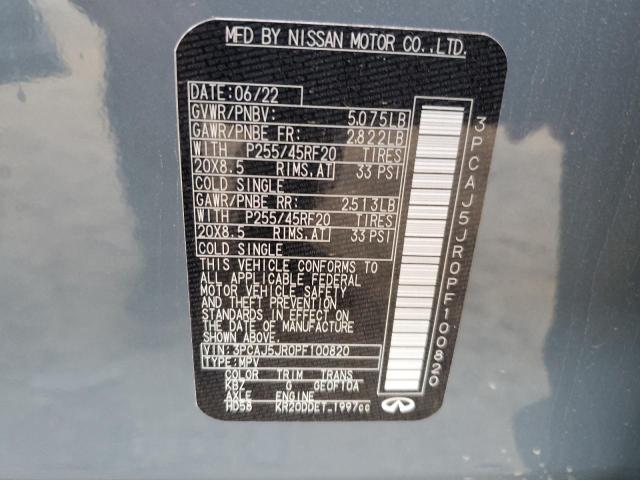 MFD BY NISSAN MOTOR CO.,LTD.
DATE:06/22
GVWR/PNBV: 5,075LB
GAWR/PNBE FR: 2,822LB
WITH P255/45RF20 TIRES
20X8.5 RIMS,AT 33 PSI
COLD SINGLE
GAWR/PNBE RR: 2,513LB
WITH P255/45RF20 TIRES
20X8.5 RIMS,AT 33 PSI
COLD SINGLE
THIS VEHICLE CONFORMS TO
ALL APPLICABLE FEDERAL
MOTOR VEHICLE SAFETY
AND THEFT PREVENTION
STANDARDS IN EFFECT ON
THE DATE OF MANUFACTURE
SHOWN ABOVE.
VIN: 3PCAJ5JR0PF100820
TYPE:MPV
COLOR TRIM TRANS
KBZ G GE0F10A
AXLE ENGINE
HD58 KR20DDET-1997cc
3PCAJ5JR0PF100820